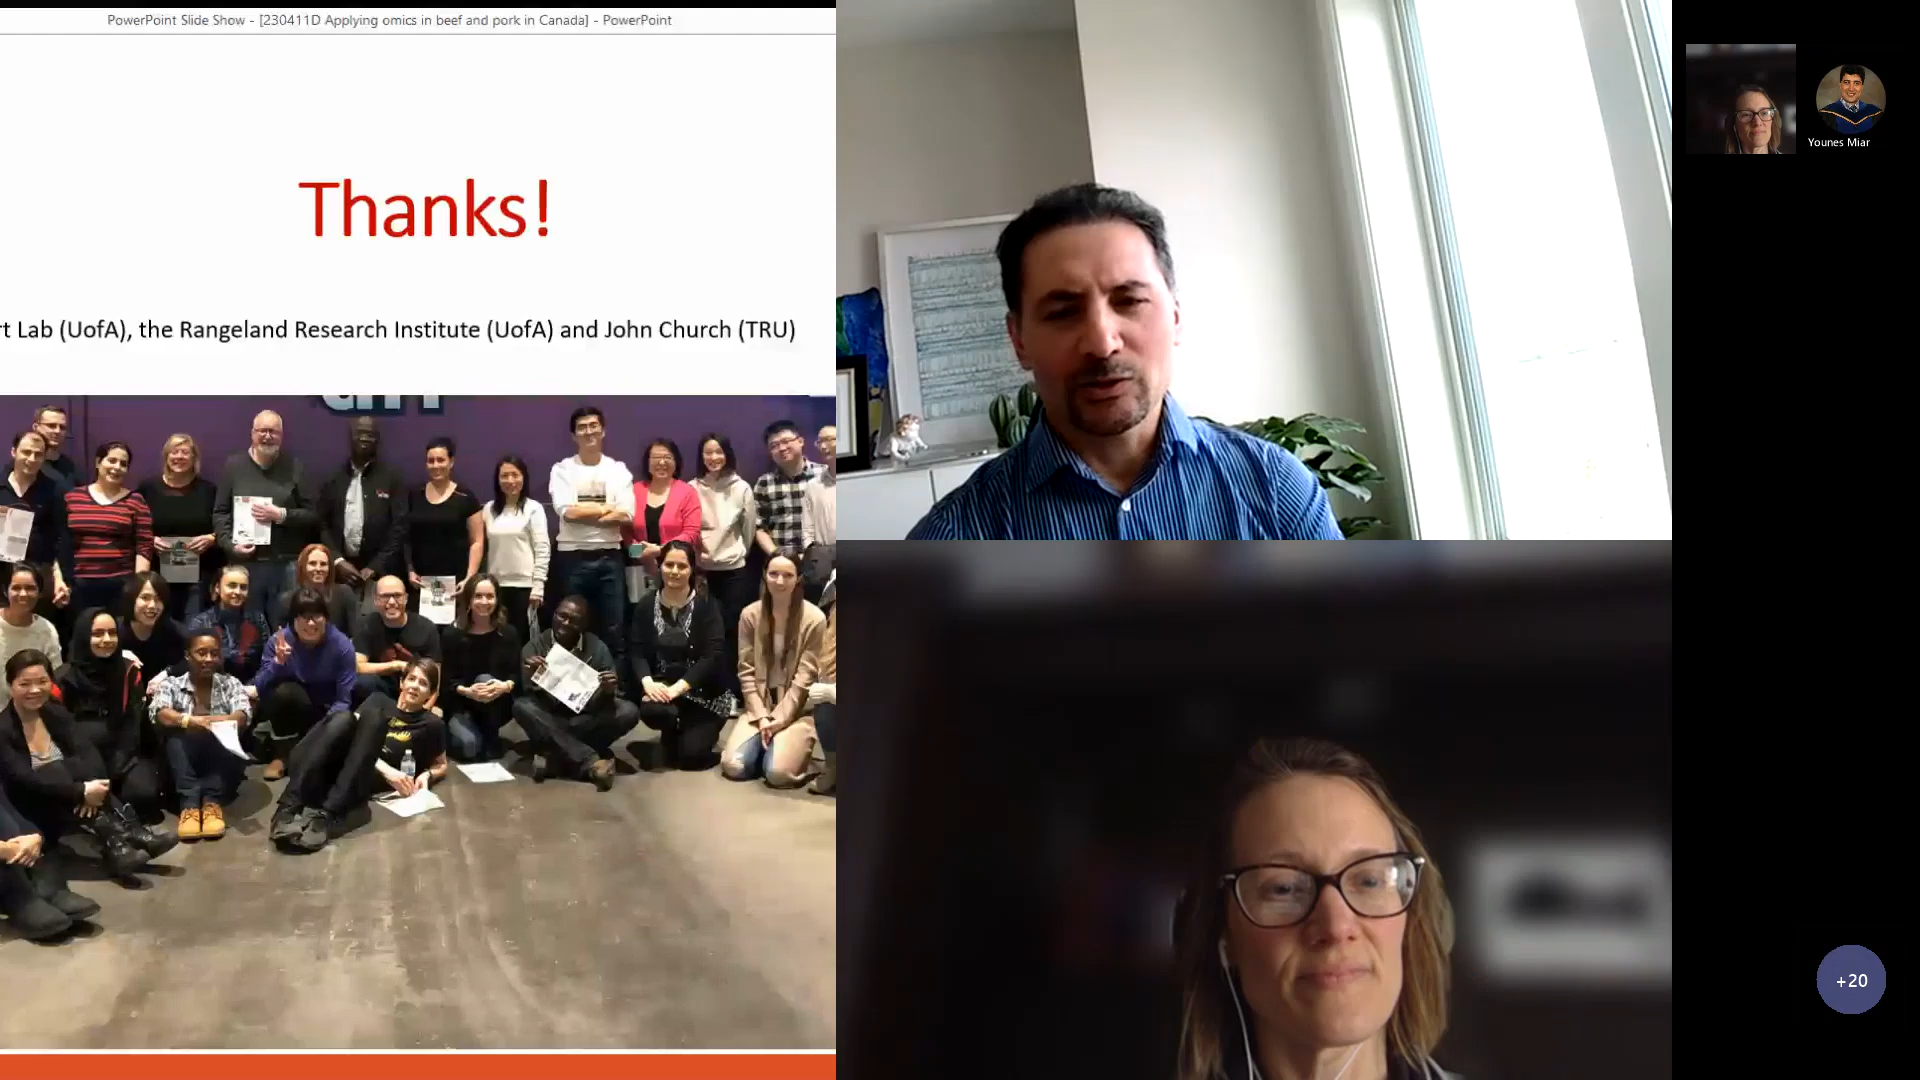 PowerPoint Slide Show - [230411D Applying omics in beef and pork in Canada] - PowerPoint
Thanks!
rt Lab (UofA), the Rangeland Research Institute (UofA) and John Church (TRU)
Younes Miar
+20